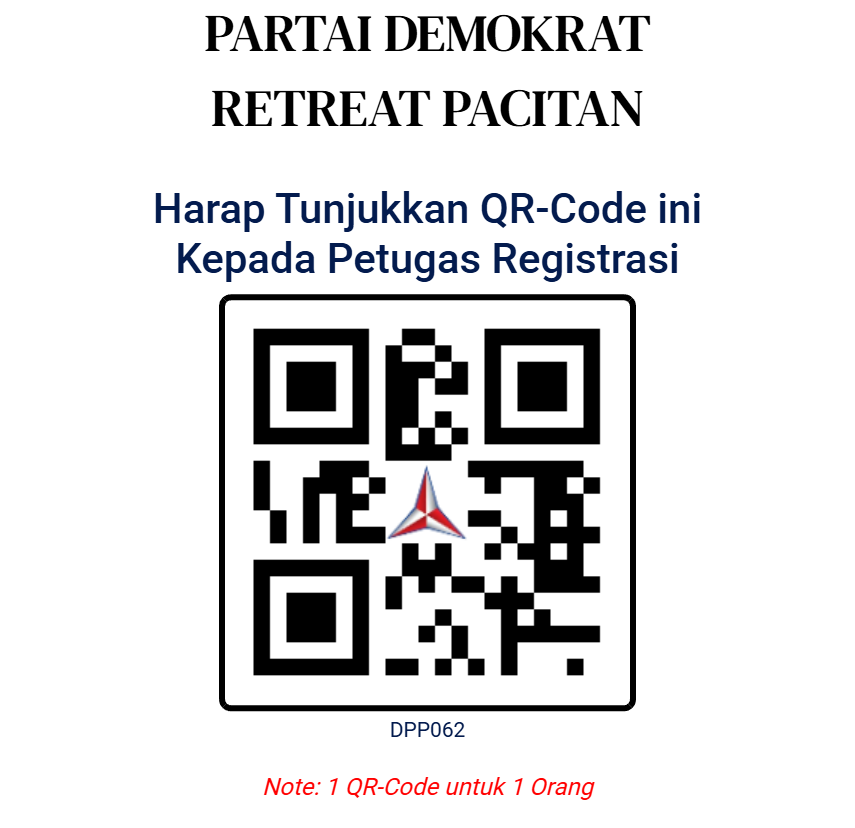 PARTAI DEMOKRAT
RETREAT PACITAN
Harap Tunjukkan QR-Code ini
Kepada Petugas Registrasi
DPP062
Note: 1 QR-Code untuk 1 Orang